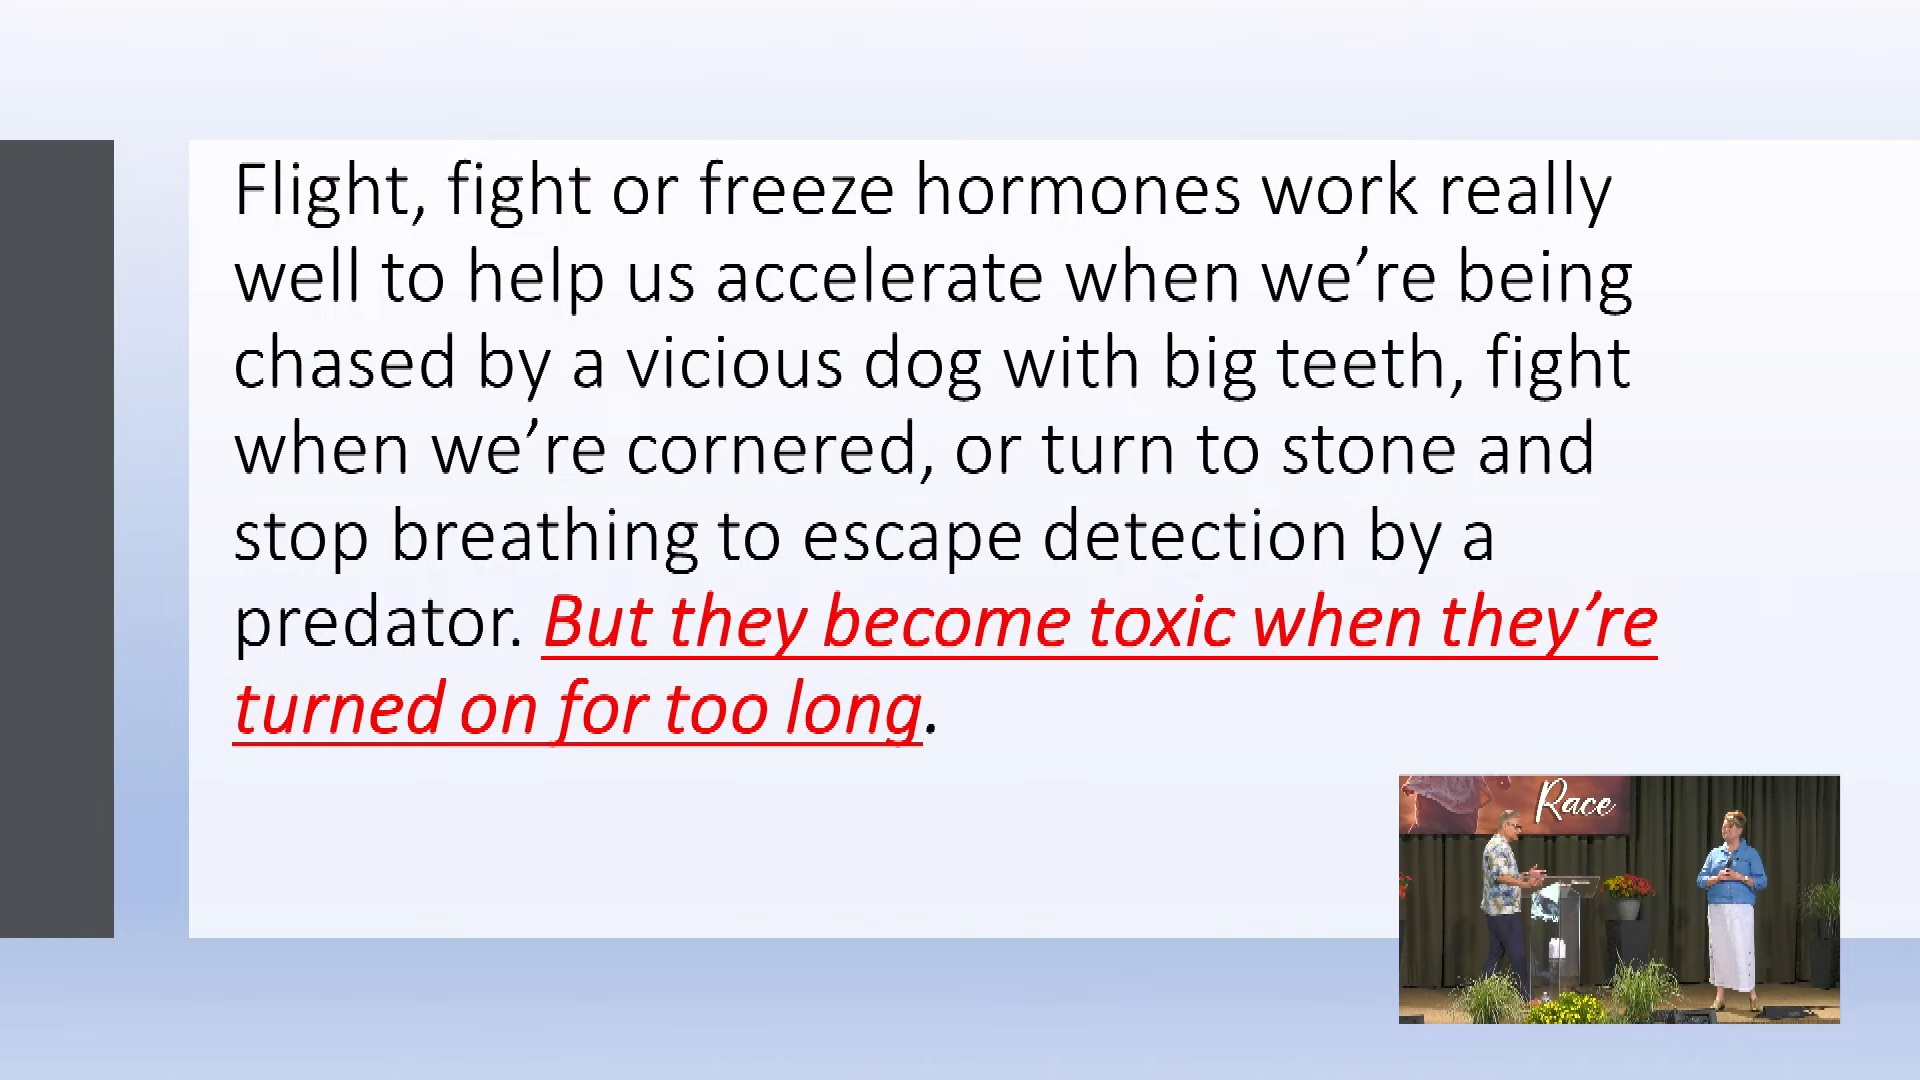 Flight, fight or freeze hormones work really
well to help us accelerate when we’re being
chased by a vicious dog with big teeth, fight
when we’re cornered, or turn to stone and
stop breathing to escape detection by a
predator. But they become toxic when they’re
turned on for too long.
Race